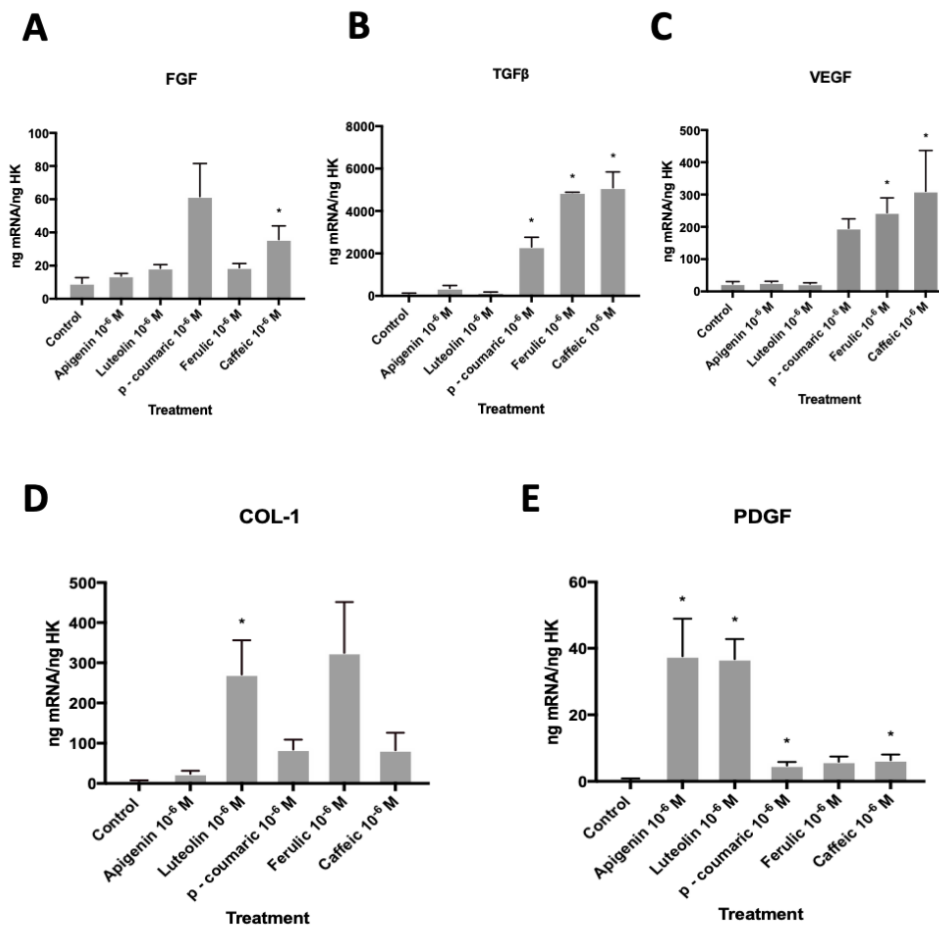 A
FGF
ng mRNA/ng HK
100
80
60
40
20
0
*
Control
Apigenin 10⁻⁶ M
Luteolin 10⁻⁶ M
p - coumaric 10⁻⁶ M
Ferulic 10⁻⁶ M
Caffeic 10⁻⁶ M
Treatment
B
TGFβ
ng mRNA/ng HK
8000
6000
4000
2000
0
*
*
*
Control
Apigenin 10⁻⁶ M
Luteolin 10⁻⁶ M
p - coumaric 10⁻⁶ M
Ferulic 10⁻⁶ M
Caffeic 10⁻⁶ M
Treatment
C
VEGF
ng mRNA/ng HK
500
400
300
200
100
0
*
*
Control
Apigenin 10⁻⁶ M
Luteolin 10⁻⁶ M
p - coumaric 10⁻⁶ M
Ferulic 10⁻⁶ M
Caffeic 10⁻⁶ M
Treatment
D
COL-1
ng mRNA/ng HK
500
400
300
200
100
0
*
Control
Apigenin 10⁻⁶ M
Luteolin 10⁻⁶ M
p - coumaric 10⁻⁶ M
Ferulic 10⁻⁶ M
Caffeic 10⁻⁶ M
Treatment
E
PDGF
ng mRNA/ng HK
60
40
20
0
*
*
*
*
Control
Apigenin 10⁻⁶ M
Luteolin 10⁻⁶ M
p - coumaric 10⁻⁶ M
Ferulic 10⁻⁶ M
Caffeic 10⁻⁶ M
Treatment